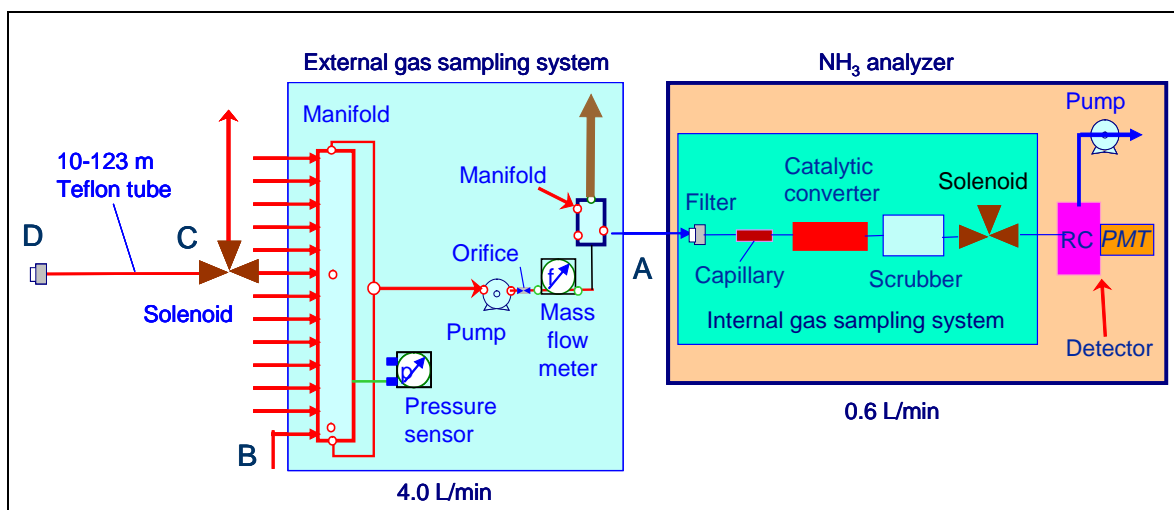 External gas sampling system
NH₃ analyzer
Manifold
Pump
10-123 m
Teflon tube
Manifold
Catalytic
converter
Solenoid
Filter
D
C
A
RC
PMT
Orifice
f
Capillary
Scrubber
Solenoid
Pump
Mass
flow
meter
Internal gas sampling system
Detector
p
Pressure
sensor
B
0.6 L/min
4.0 L/min